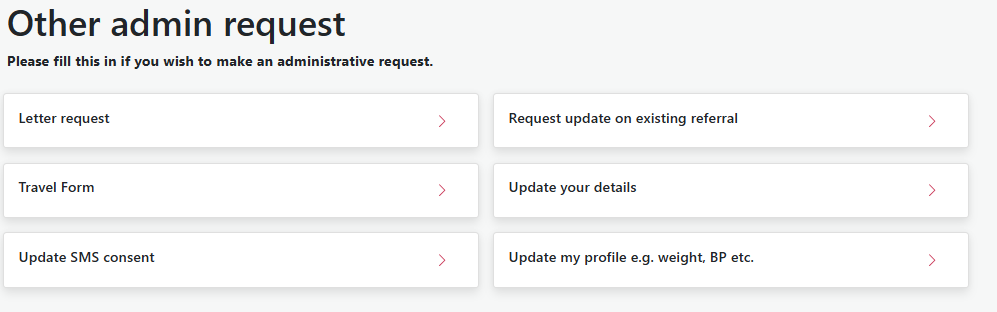 Other admin request
Please fill this in if you wish to make an administrative request.
Letter request
Request update on existing referral
Travel Form
Update your details
Update SMS consent
Update my profile e.g. weight, BP etc.